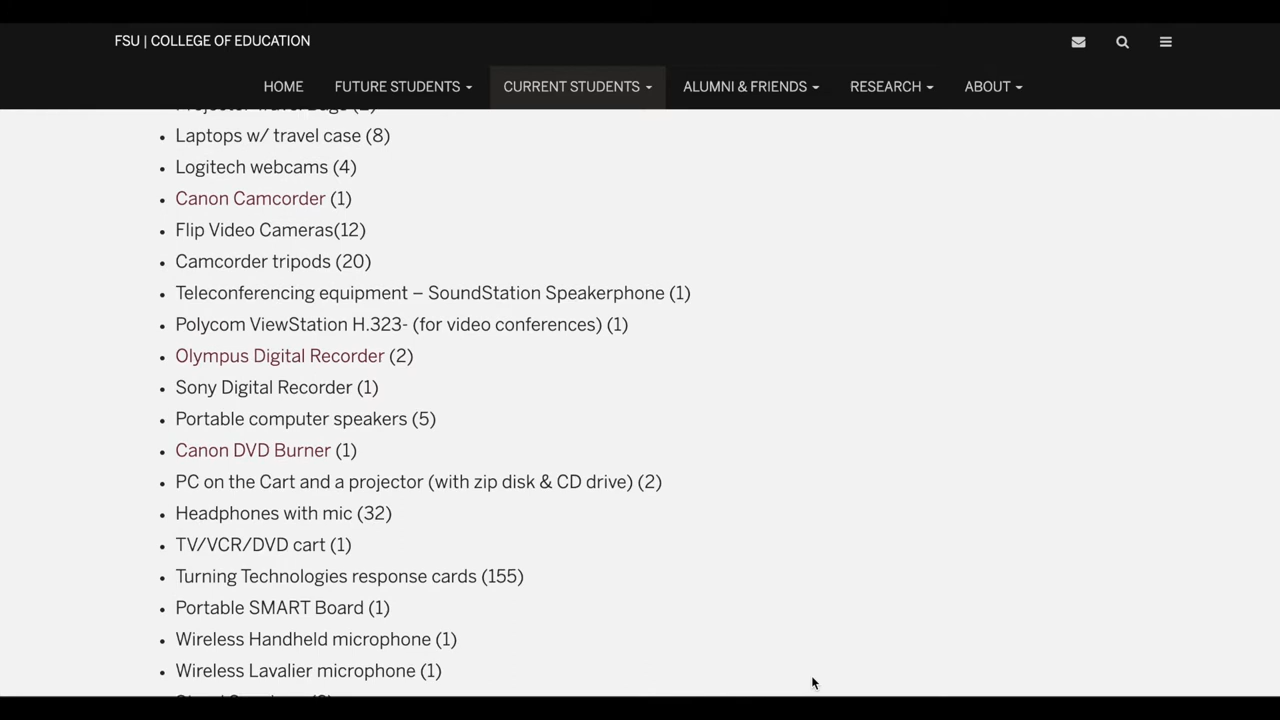 FSU | COLLEGE OF EDUCATION
HOME FUTURE STUDENTS CURRENT STUDENTS ALUMNI & FRIENDS RESEARCH ABOUT
Laptops w/ travel case (8)
Logitech webcams (4)
Canon Camcorder (1)
Flip Video Cameras(12)
Camcorder tripods (20)
Teleconferencing equipment – SoundStation Speakerphone (1)
Polycom ViewStation H.323- (for video conferences) (1)
Olympus Digital Recorder (2)
Sony Digital Recorder (1)
Portable computer speakers (5)
Canon DVD Burner (1)
PC on the Cart and a projector (with zip disk & CD drive) (2)
Headphones with mic (32)
TV/VCR/DVD cart (1)
Turning Technologies response cards (155)
Portable SMART Board (1)
Wireless Handheld microphone (1)
Wireless Lavalier microphone (1)